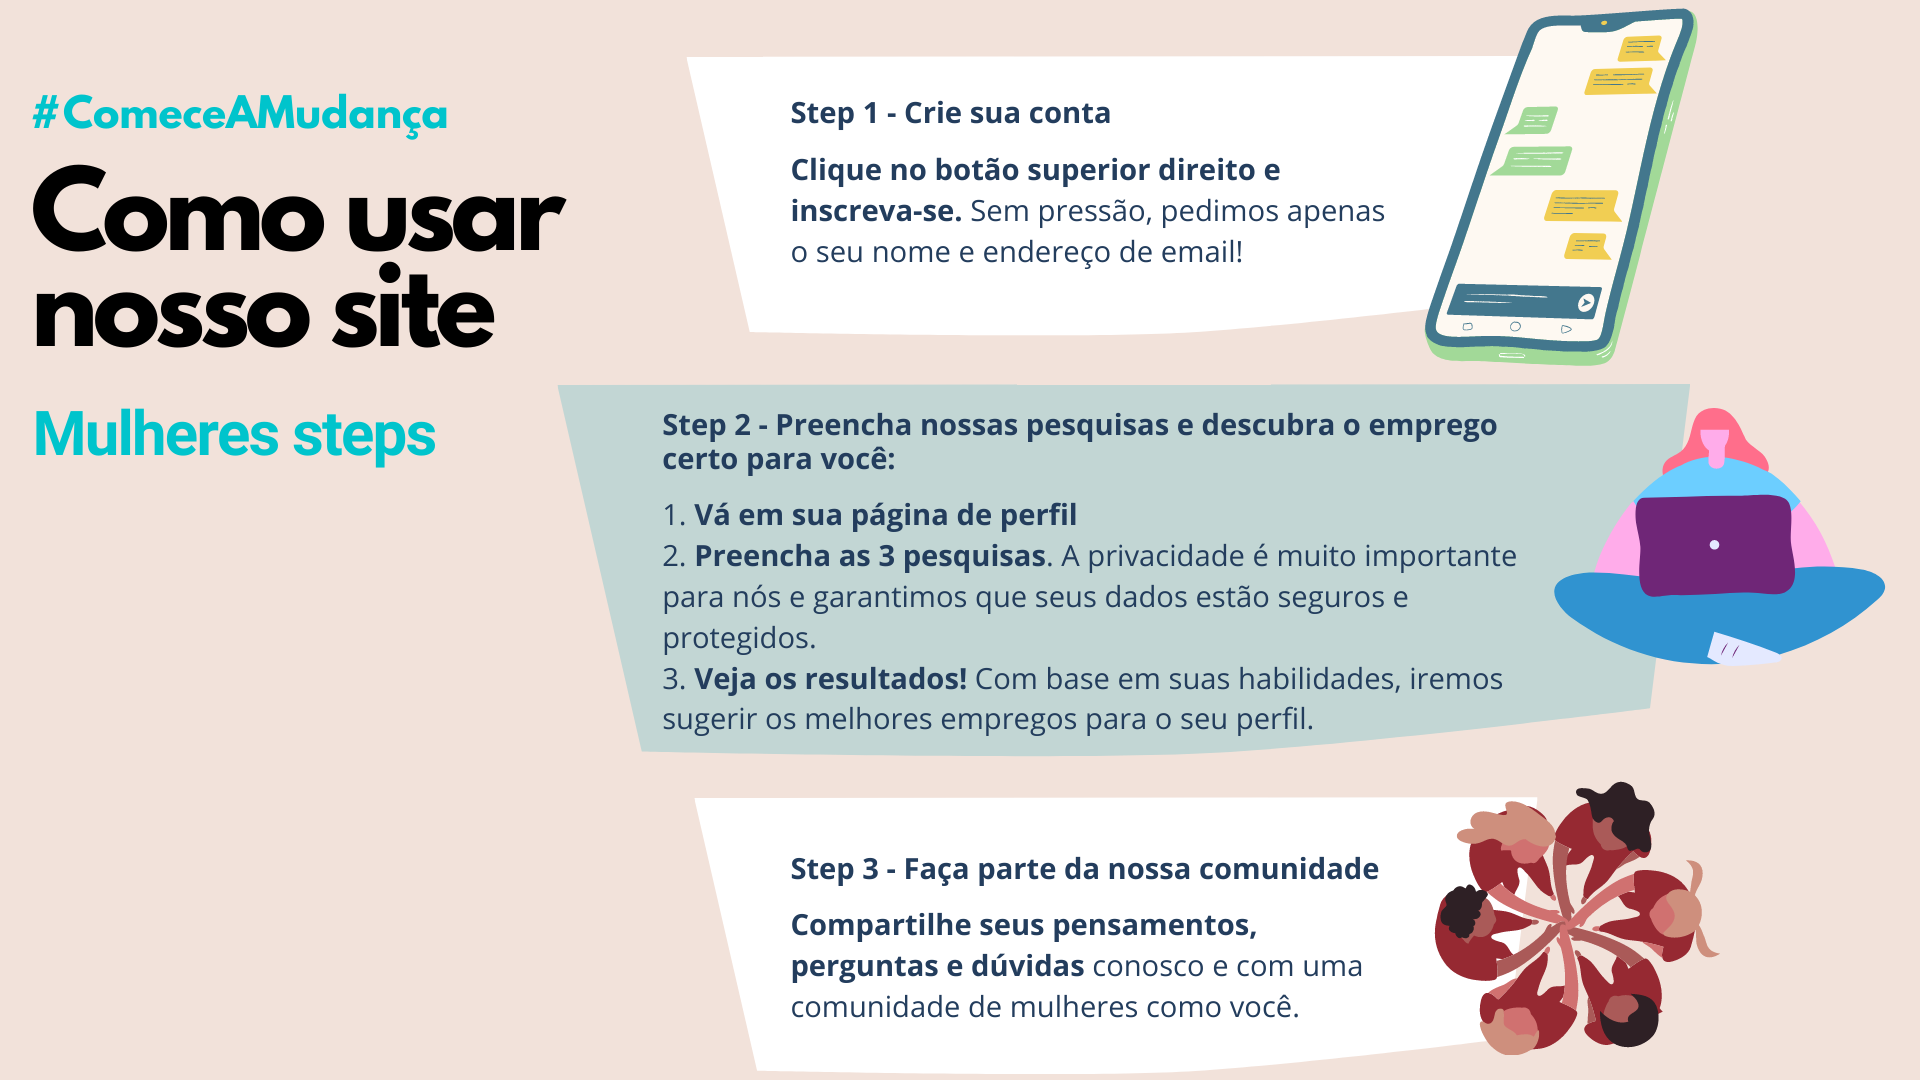 #ComeceAMudança
Como usar
nosso site
Mulheres steps
Step 1 - Crie sua conta
Clique no botão superior direito e
inscreva-se. Sem pressão, pedimos apenas
o seu nome e endereço de email!
Step 2 - Preencha nossas pesquisas e descubra o emprego
certo para você:
1. Vá em sua página de perfil
2. Preencha as 3 pesquisas. A privacidade é muito importante
para nós e garantimos que seus dados estão seguros e
protegidos.
3. Veja os resultados! Com base em suas habilidades, iremos
sugerir os melhores empregos para o seu perfil.
Step 3 - Faça parte da nossa comunidade
Compartilhe seus pensamentos,
perguntas e dúvidas conosco e com uma
comunidade de mulheres como você.